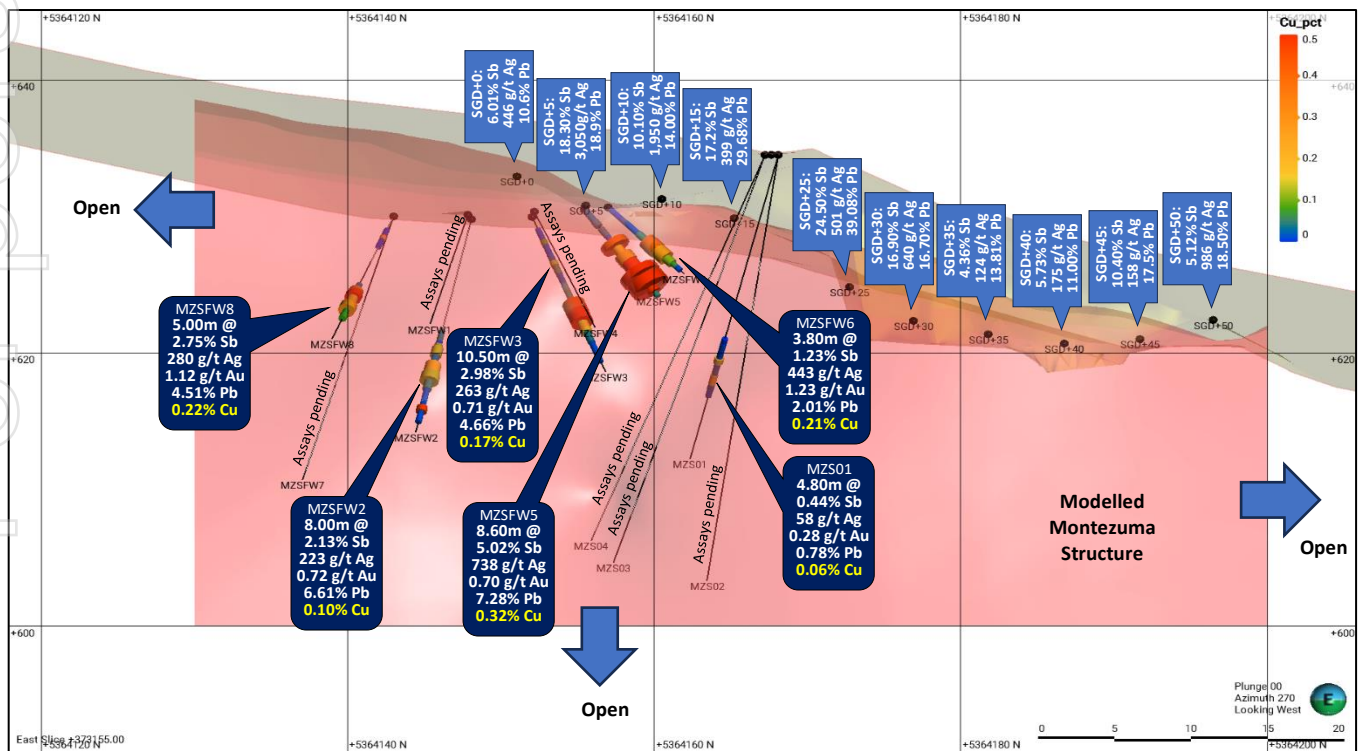 +5364120 N
+5364140 N
+5364160 N
+5364180 N
+5364200 N
Cu_pct
0.5
0.4
0.3
0.2
0.1
0
+640
+640
SGD+0:
6.01% Sb
446 g/t Ag
10.6% Pb
SGD+5:
18.30% Sb
3,050g/t Ag
18.9% Pb
SGD+10:
10.10% Sb
1,950 g/t Ag
14.00% Pb
SGD+15:
17.2% Sb
399 g/t Ag
29.68% Pb
SGD+25:
24.50% Sb
501 g/t Ag
39.08% Pb
SGD+30:
16.90% Sb
640 g/t Ag
16.70% Pb
SGD+35:
4.36% Sb
124 g/t Ag
13.81% Pb
SGD+40:
5.73% Sb
175 g/t Ag
11.00% Pb
SGD+45:
10.40% Sb
158 g/t Ag
17.5% Pb
SGD+50:
5.12% Sb
986 g/t Ag
18.50% Pb
SGD+0
SGD+5
SGD+10
SGD+15
SGD+25
SGD+30
SGD+35
SGD+40
SGD+45
SGD+50
Open
Assays pending
Assays pending
Assays pending
Assays pending
Assays pending
Assays pending
MZSFW8
MZSFW1
MZSFW4
MZSFW3
MZSFW5
MZSFW2
MZSFW7
MZS01
MZS04
MZS03
MZS02
MZSFW8
5.00m @
2.75% Sb
280 g/t Ag
1.12 g/t Au
4.51% Pb
0.22% Cu
MZSFW3
10.50m @
2.98% Sb
263 g/t Ag
0.71 g/t Au
4.66% Pb
0.17% Cu
MZSFW6
3.80m @
1.23% Sb
443 g/t Ag
1.23 g/t Au
2.01% Pb
0.21% Cu
MZSFW2
8.00m @
2.13% Sb
223 g/t Ag
0.72 g/t Au
6.61% Pb
0.10% Cu
MZSFW5
8.60m @
5.02% Sb
738 g/t Ag
0.70 g/t Au
7.28% Pb
0.32% Cu
MZS01
4.80m @
0.44% Sb
58 g/t Ag
0.28 g/t Au
0.78% Pb
0.06% Cu
+620
+620
Modelled
Montezuma
Structure
Open
+600
+600
Open
Plunge 00
Azimuth 270
Looking West
E
0
5
10
15
20
East Slice +373155.00
+5364120 N
+5364140 N
+5364160 N
+5364180 N
+5364200 N